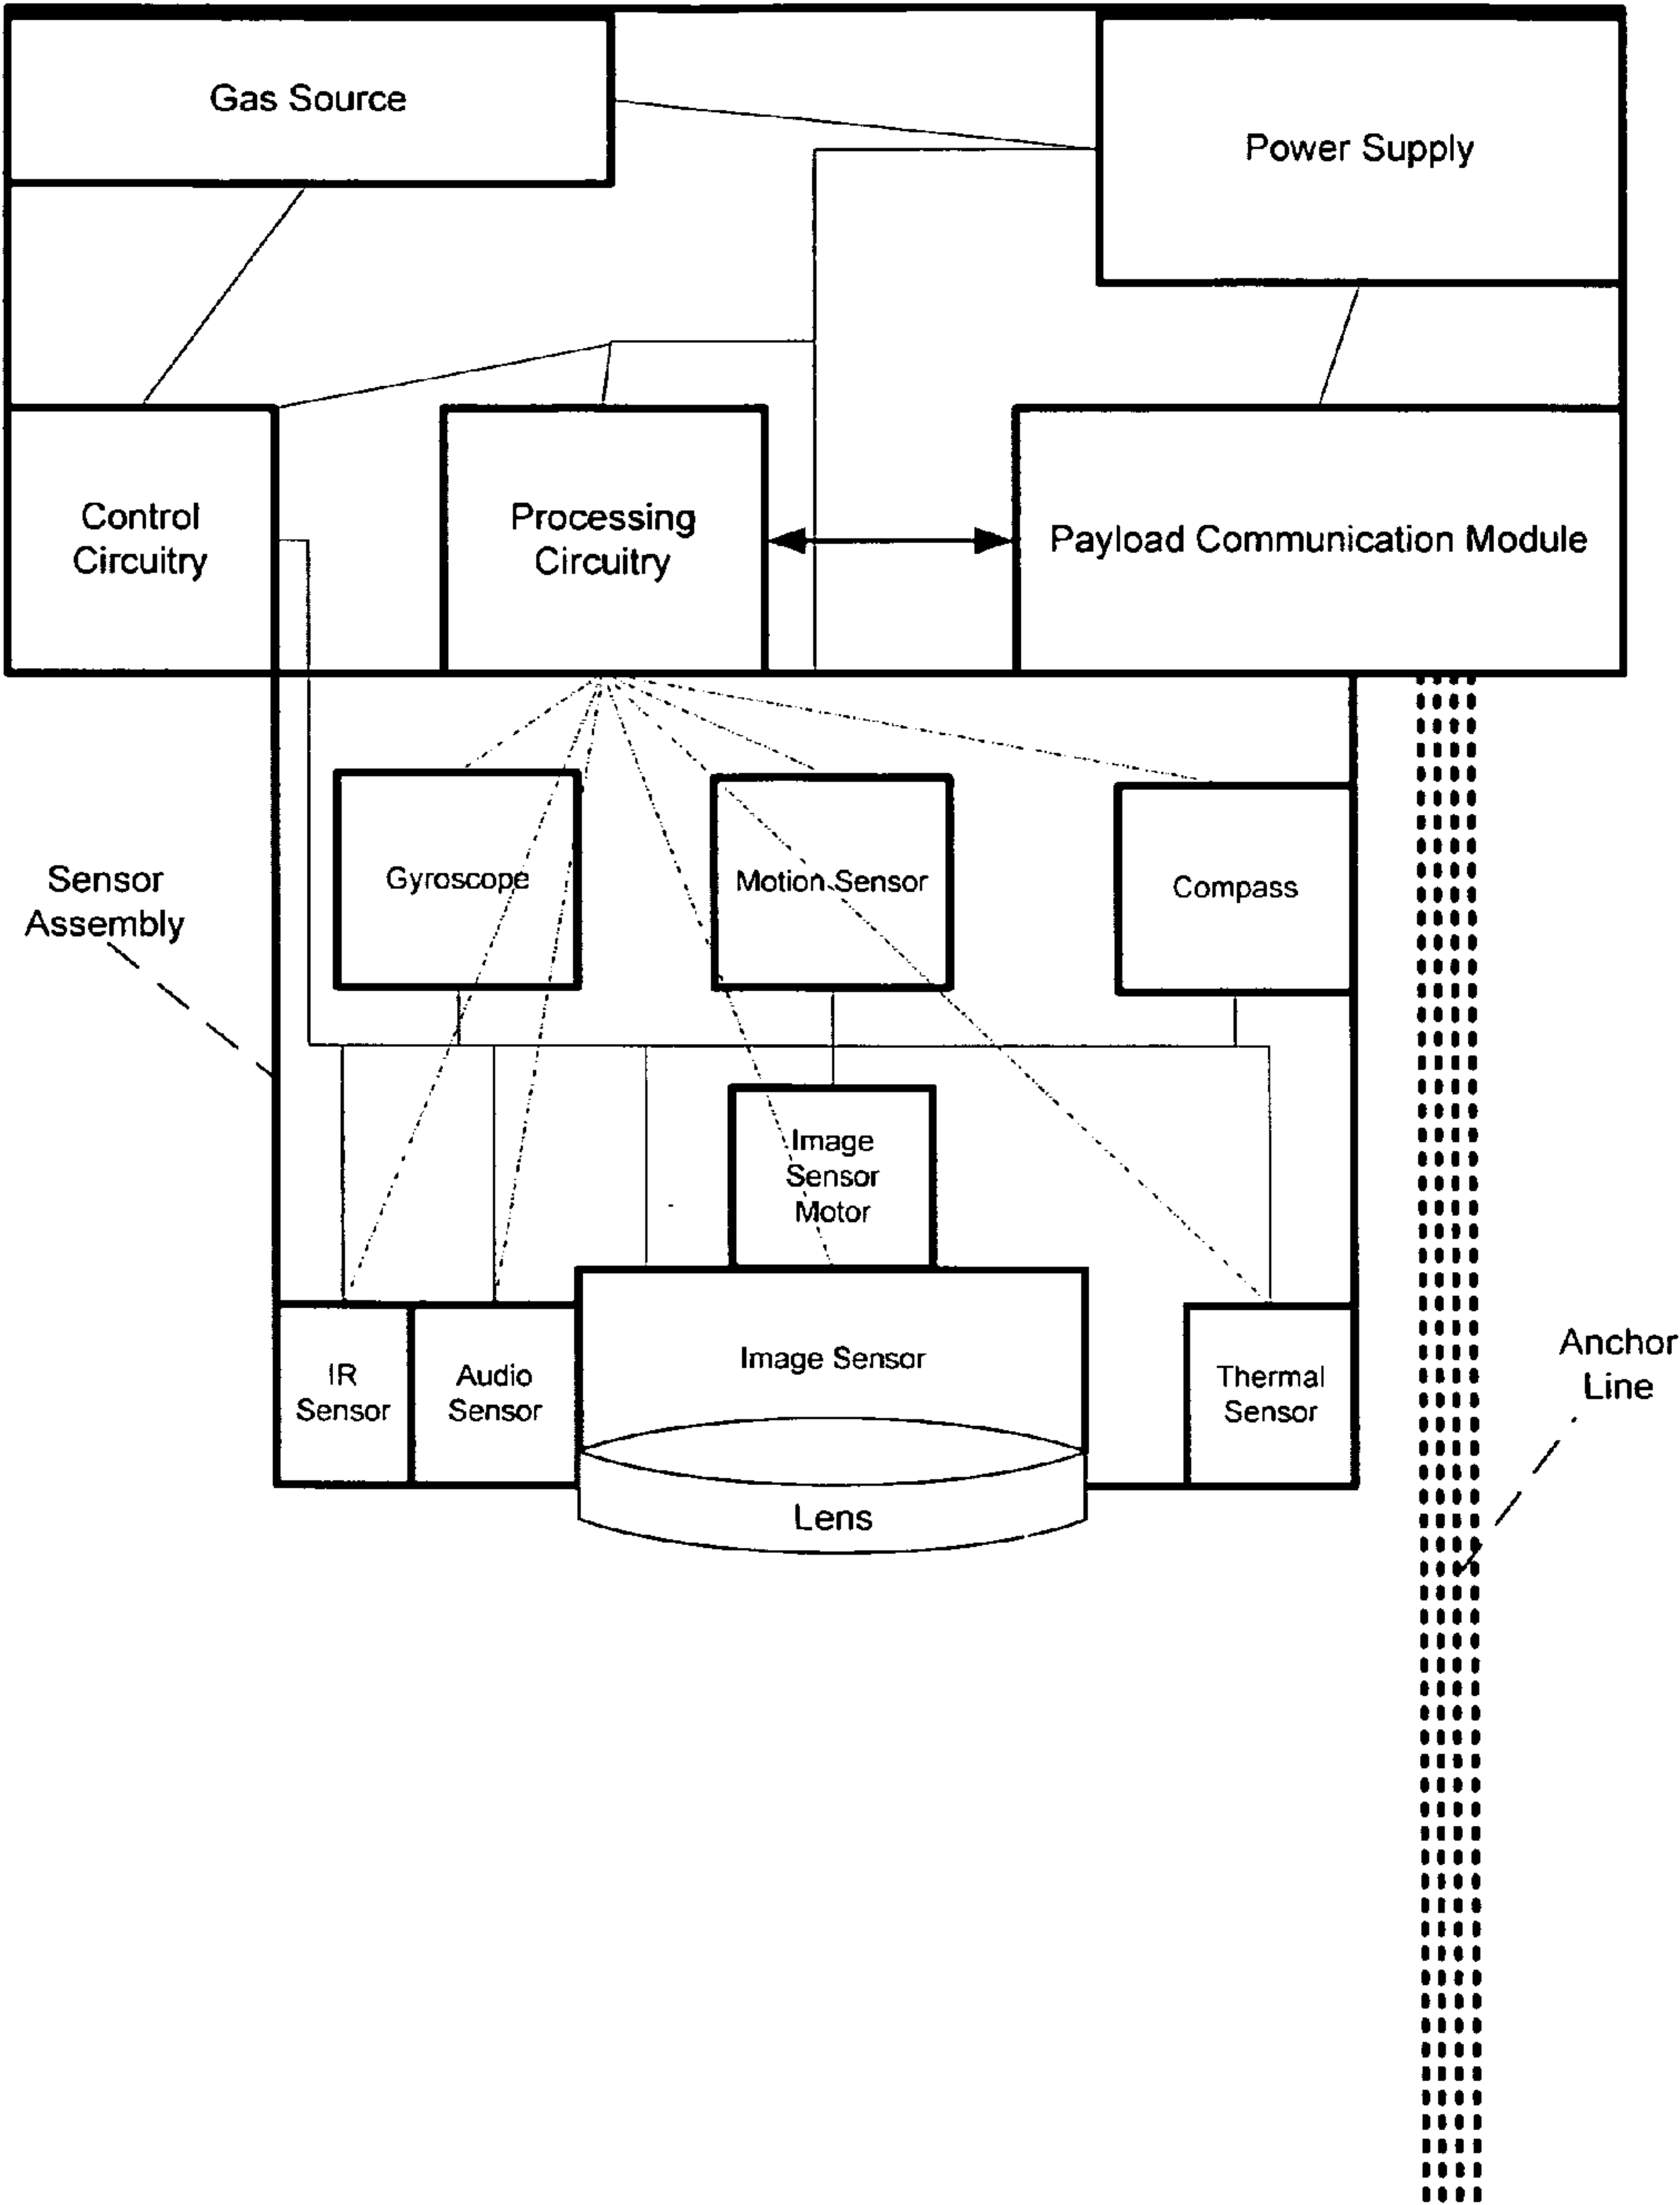 Gas Source
Power Supply
Control
Circuitry
Processing
Circuitry
Payload Communication Module
Sensor
Assembly
Gyroscope
Motion Sensor
Compass
Image
Sensor
Motor
IR
Sensor
Audio
Sensor
Image Sensor
Thermal
Sensor
Lens
Anchor
Line